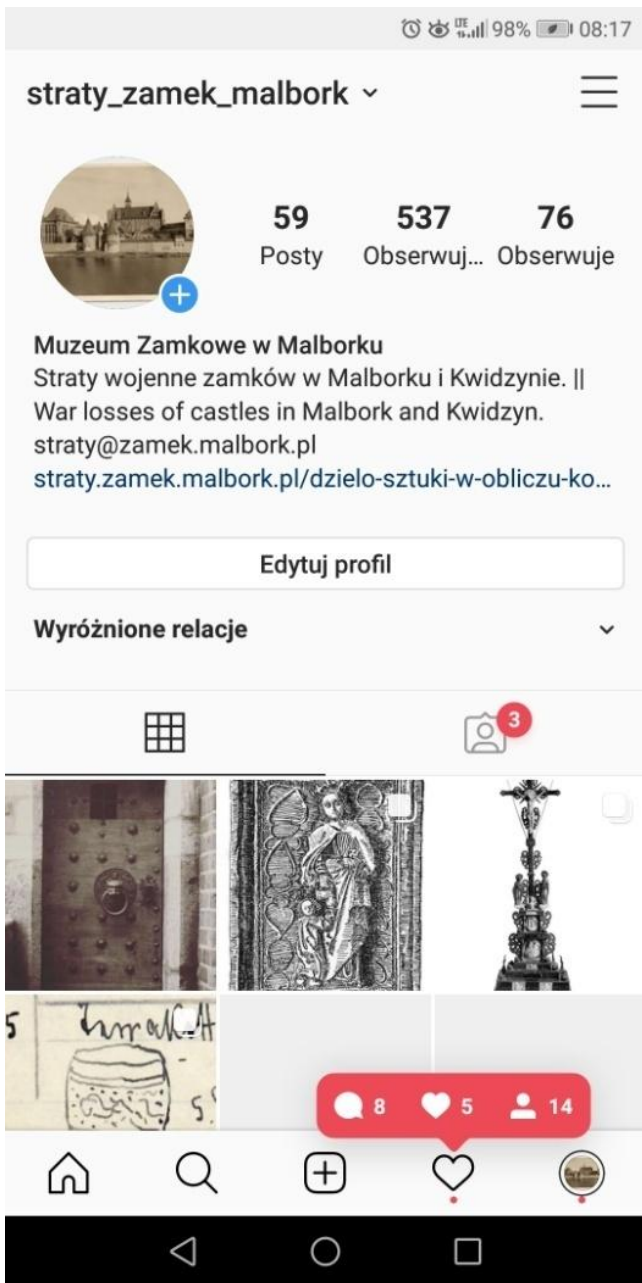 LTE 98% 08:17
straty_zamek_malbork
59 537 76
Posty Obserwuj... Obserwuje
Muzeum Zamkowe w Malborku
Straty wojenne zamków w Malborku i Kwidzynie. ||
War losses of castles in Malbork and Kwidzyn.
straty@zamek.malbork.pl
straty.zamek.malbork.pl/dzielo-sztuki-w-obliczu-ko...
Edytuj profil
Wyróżnione relacje
3
5
8 5 14